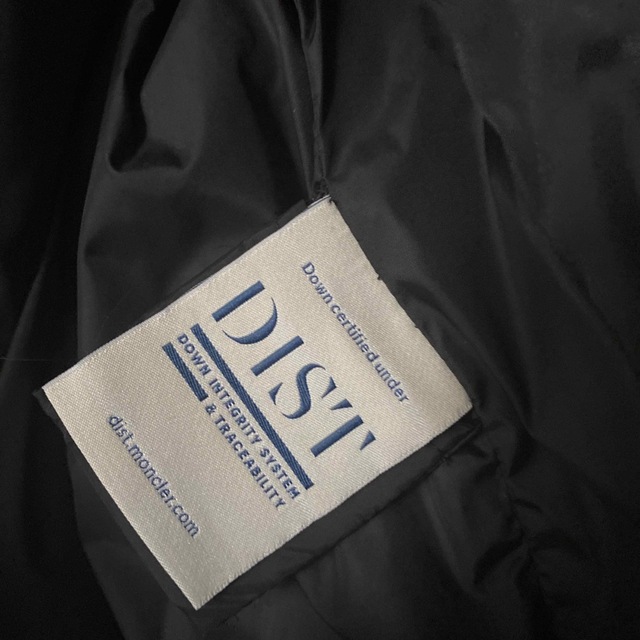 Down certified under
DIST
DOWN INTEGRITY SYSTEM
& TRACEABILITY
dist.moncler.com